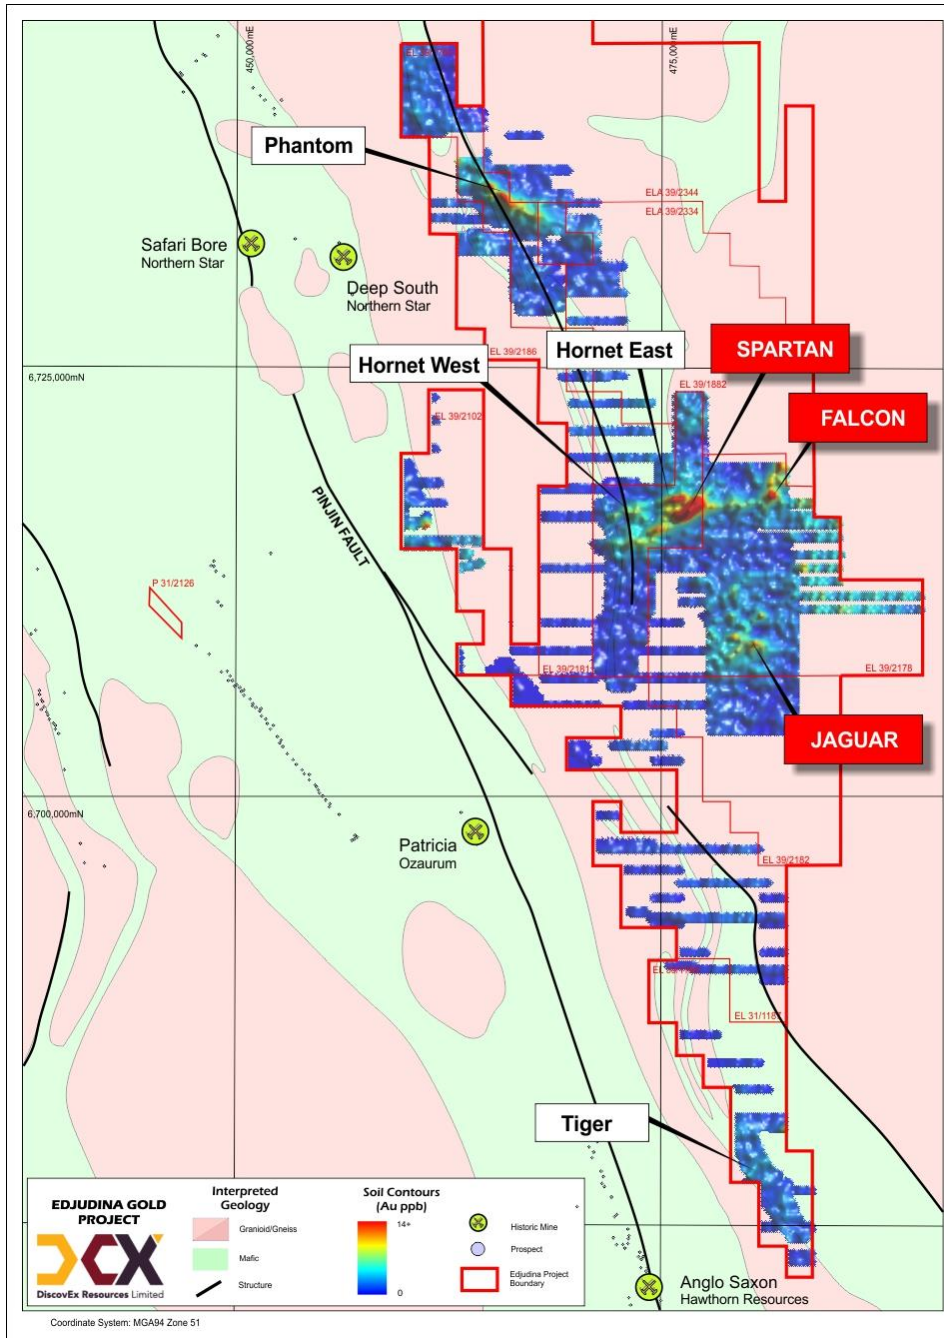 450,000mE
475,000mE
Phantom
ELA 39/2344
ELA 39/2334
Safari Bore
Northern Star
Deep South
Northern Star
Hornet West
Hornet East
SPARTAN
EL 39/2186
6,725,000mN
EL 39/1882
FALCON
EL 39/2102
PINJIN FAULT
P 31/2126
EL 39/2181
EL 39/2178
JAGUAR
6,700,000mN
Patricia
Ozaurum
EL 39/2182
EL 31/1187
Tiger
EDJUDINA GOLD
PROJECT
DCX
DiscovEx Resources Limited
Interpreted
Geology
Granioid/Gneiss
Mafic
Structure
Soil Contours
(Au ppb)
14+
0
Historic Mine
Prospect
Edjudina Project
Boundary
Anglo Saxon
Hawthorn Resources
Coordinate System: MGA94 Zone 51